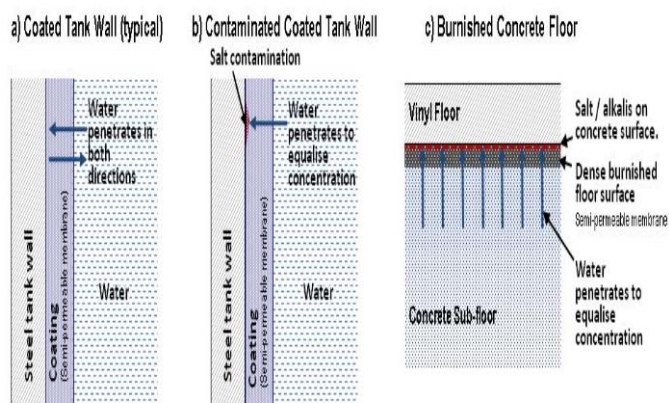 a) Coated Tank Wall (typical)
Water
penetrates in
both
directions
Steel tank wall
Coating
(Semi-permeable membrane)
Water
b) Contaminated Coated Tank Wall
Salt contamination
Water
penetrates to
equalise
concentration
Steel tank wall
Coating
(Semi-permeable membrane)
Water
c) Burnished Concrete Floor
Vinyl Floor
Salt / alkalis on
concrete surface.
Dense burnished
floor surface
Semi-permeable membrane
Water
penetrates to
equalise
concentration
Concrete Sub-floor